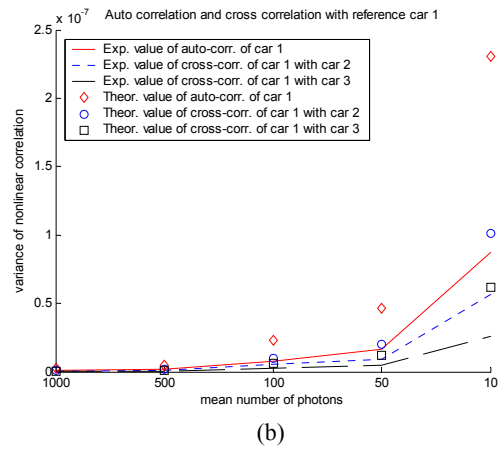 Auto correlation and cross correlation with reference car 1
x 10^-7
2.5
Exp. value of auto-corr. of car 1
Exp. value of cross-corr. of car 1 with car 2
Exp. value of cross-corr. of car 1 with car 3
Theor. value of auto-corr. of car 1
Theor. value of cross-corr. of car 1 with car 2
Theor. value of cross-corr. of car 1 with car 3
2
1.5
1
0.5
0
variance of nonlinear correlation
1000
500
100
50
10
mean number of photons
(b)